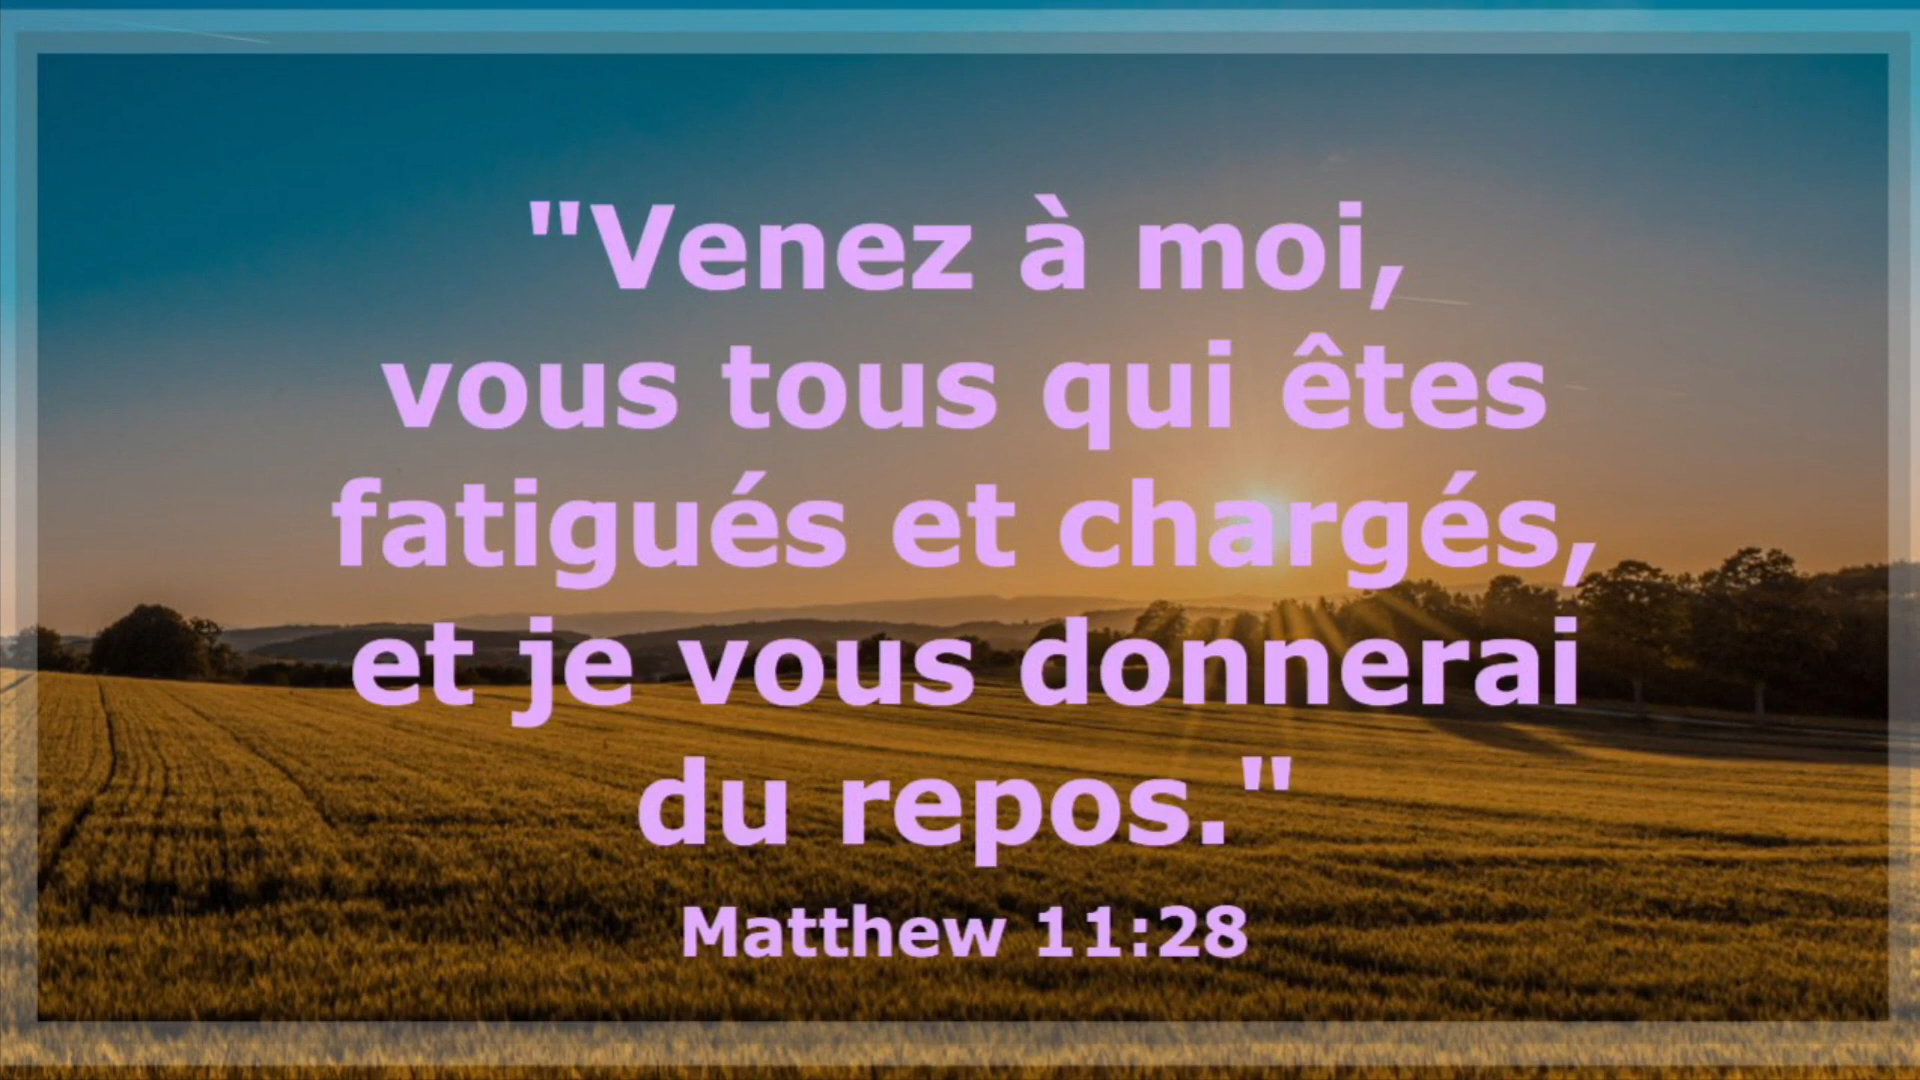 "Venez à moi,
vous tous qui êtes
fatigués et chargés,
et je vous donnerai
du repos."
Matthew 11:28